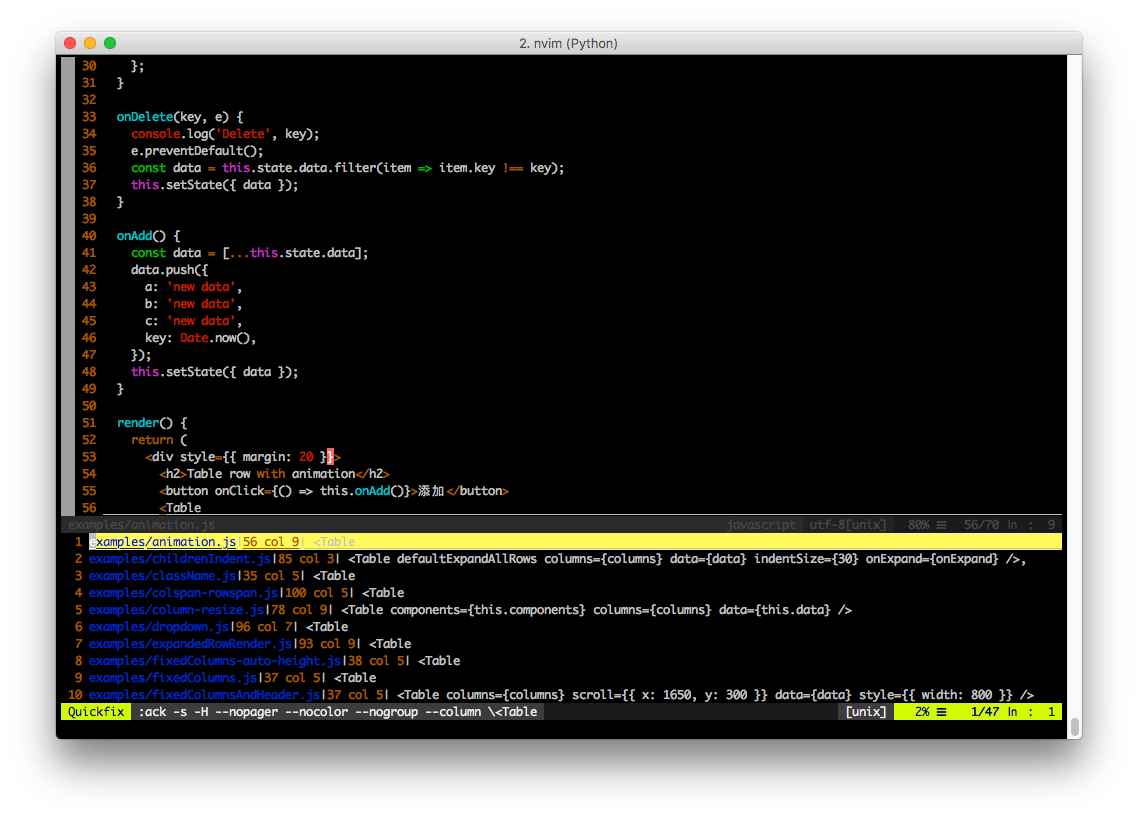 2. nvim (Python)
30     };
31   }
32
33   onDelete(key, e) {
34     console.log('Delete', key);
35     e.preventDefault();
36     const data = this.state.data.filter(item => item.key !== key);
37     this.setState({ data });
38   }
39
40   onAdd() {
41     const data = [...this.state.data];
42     data.push({
43       a: 'new data',
44       b: 'new data',
45       c: 'new data',
46       key: Date.now(),
47     });
48     this.setState({ data });
49   }
50
51   render() {
52     return (
53       <div style={{ margin: 20 }}>
54         <h2>Table row with animation</h2>
55         <button onClick={() => this.onAdd()}>添加</button>
56         <Table
examples/animation.js javascript utf-8[unix] 80% ☰ 56/70 ln : 9
1 examples/animation.js|56 col 9| <Table
2 examples/childrenIndent.js|85 col 3| <Table defaultExpandAllRows columns={columns} data={data} indentSize={30} onExpand={onExpand} />,
3 examples/className.js|35 col 5| <Table
4 examples/colspan-rowspan.js|100 col 5| <Table
5 examples/column-resize.js|78 col 9| <Table components={this.components} columns={columns} data={this.data} />
6 examples/dropdown.js|96 col 7| <Table
7 examples/expandedRowRender.js|93 col 9| <Table
8 examples/fixedColumns-auto-height.js|38 col 5| <Table
9 examples/fixedColumns.js|37 col 5| <Table
10 examples/fixedColumnsAndHeader.js|37 col 5| <Table columns={columns} scroll={{ x: 1650, y: 300 }} data={data} style={{ width: 800 }} />
Quickfix :ack -s -H --nopager --nocolor --nogroup --column \<Table [unix] 2% ☰ 1/47 ln : 1